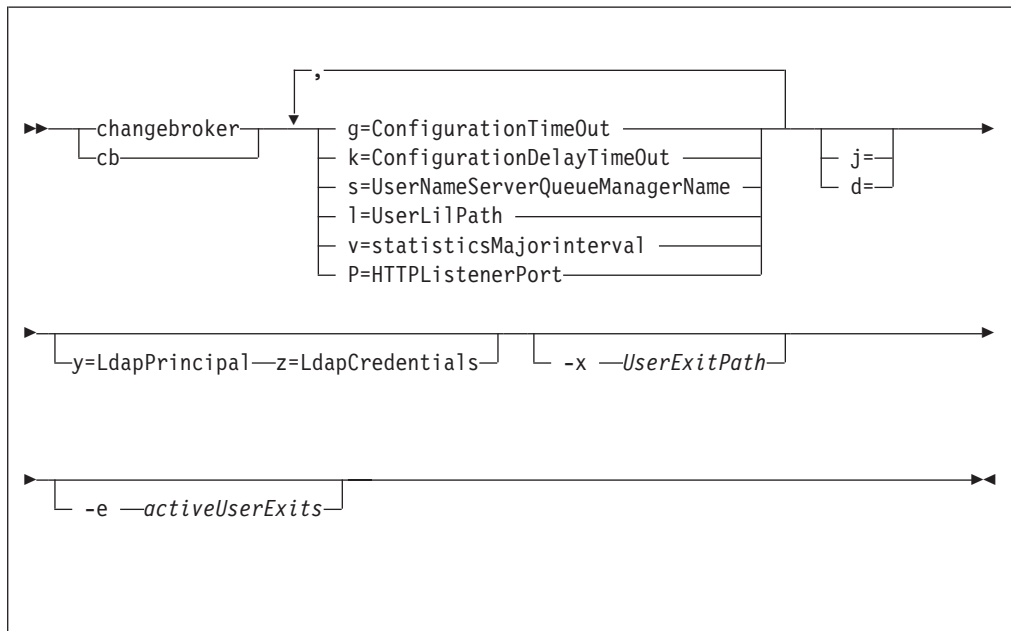 ,
changebroker g=ConfigurationTimeOut
cb k=ConfigurationDelayTimeOut j=
s=UserNameServerQueueManagerName d=
l=UserLilPath
v=statisticsMajorinterval
P=HTTPListenerPort
y=LdapPrincipal z=LdapCredentials -x UserExitPath
-e activeUserExits